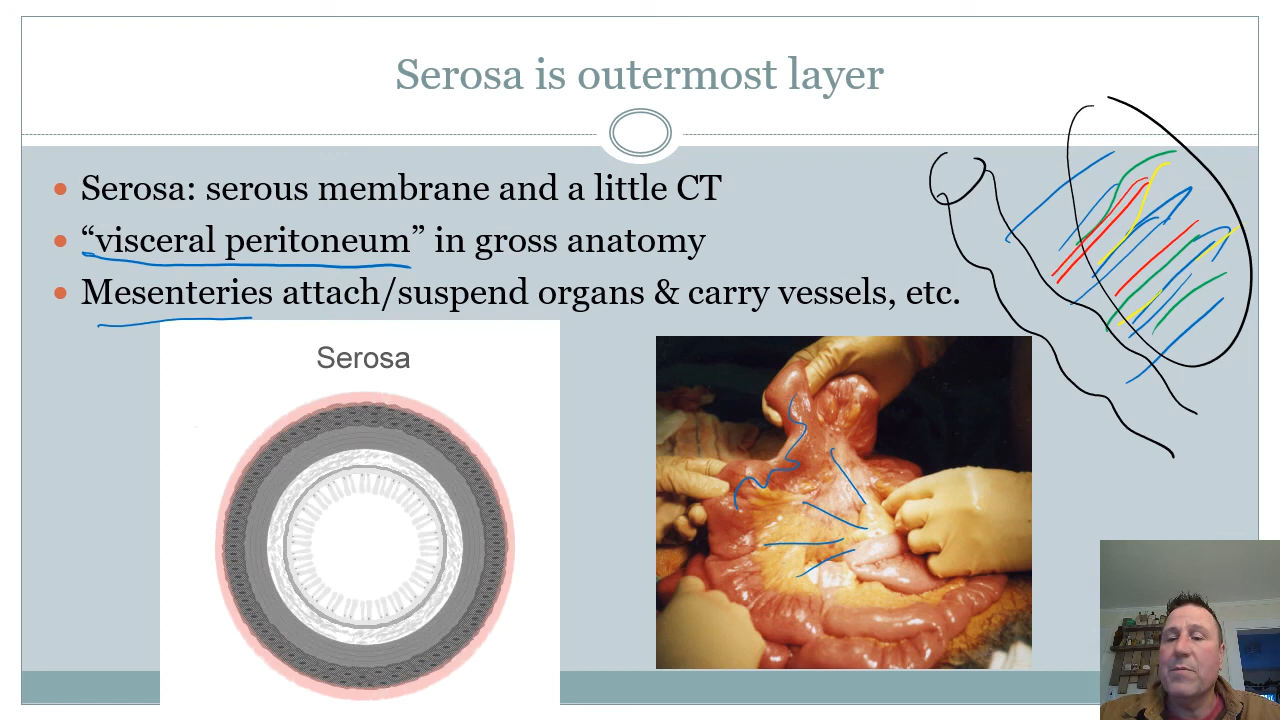 Serosa is outermost layer
Serosa: serous membrane and a little CT
“visceral peritoneum” in gross anatomy
Mesenteries attach/suspend organs & carry vessels, etc.
Serosa